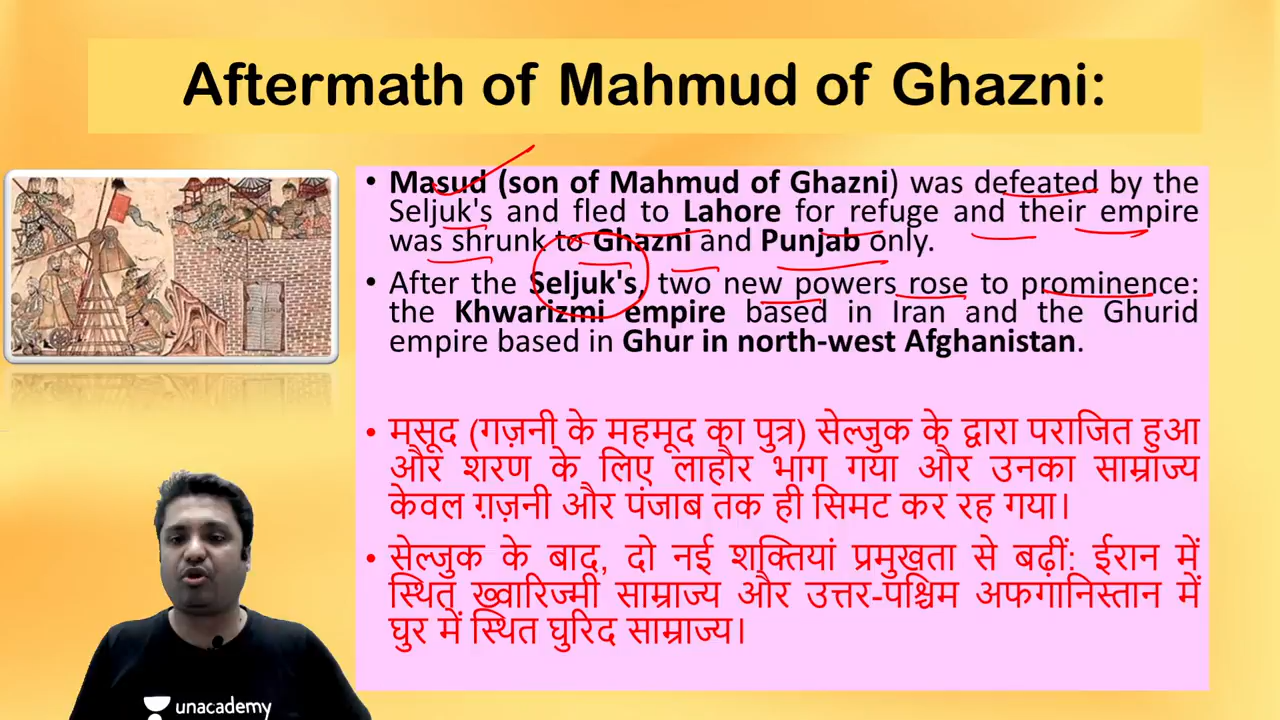 Aftermath of Mahmud of Ghazni:
• Masud (son of Mahmud of Ghazni) was defeated by the
Seljuk's and fled to Lahore for refuge and their empire
was shrunk to Ghazni and Punjab only.
• After the Seljuk's, two new powers rose to prominence:
the Khwarizmi empire based in Iran and the Ghurid
empire based in Ghur in north-west Afghanistan.
• मसूद (गज़नी के महमूद का पुत्र) सेल्जुक के द्वारा पराजित हुआ
और शरण के लिए लाहौर भाग गया और उनका साम्राज्य
केवल ग़ज़नी और पंजाब तक ही सिमट कर रह गया।
• सेल्जुक के बाद, दो नई शक्तियां प्रमुखता से बढ़ीं: ईरान में
स्थित ख़्वारिज्मी साम्राज्य और उत्तर-पश्चिम अफगानिस्तान में
घुर में स्थित घुरिद साम्राज्य।
unacademy